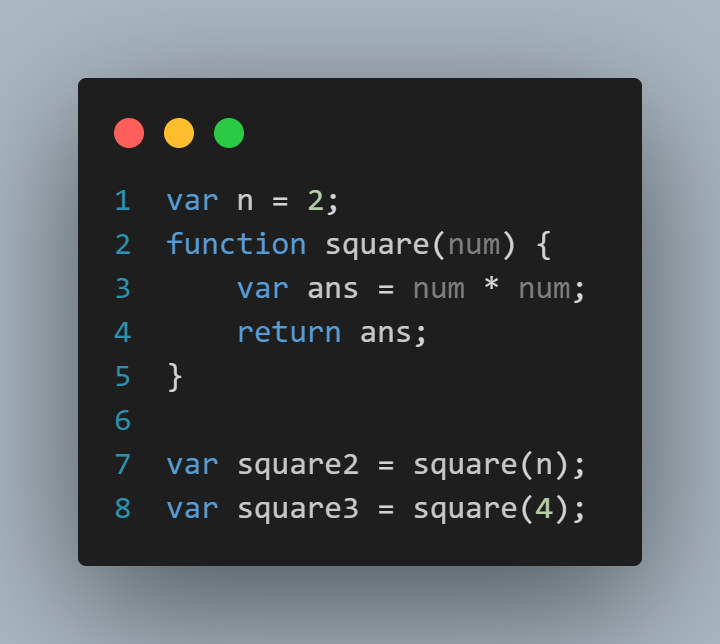 1 var n = 2;
2 function square(num) {
3     var ans = num * num;
4     return ans;
5 }
6
7 var square2 = square(n);
8 var square3 = square(4);